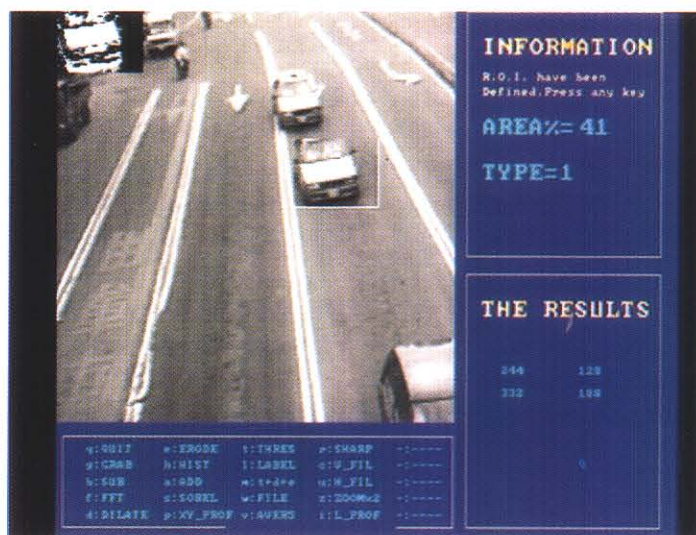 INFORMATION
R.O.I. have been
Defined.Press any key
AREA%= 41
TYPE=1
THE RESULTS
244 128
332 188
q:QUIT e:ERODE t:THRES r:SHARP -:----
g:GRAB h:HIST l:LABEL c:V_FIL -:----
b:SUB a:ADD m:t+d+e u:H_FIL -:----
f:FFT s:SOBEL w:FILE z:ZOOMx2 -:----
d:DILATE p:XY_PROF v:AVERS i:L_PROF -:----